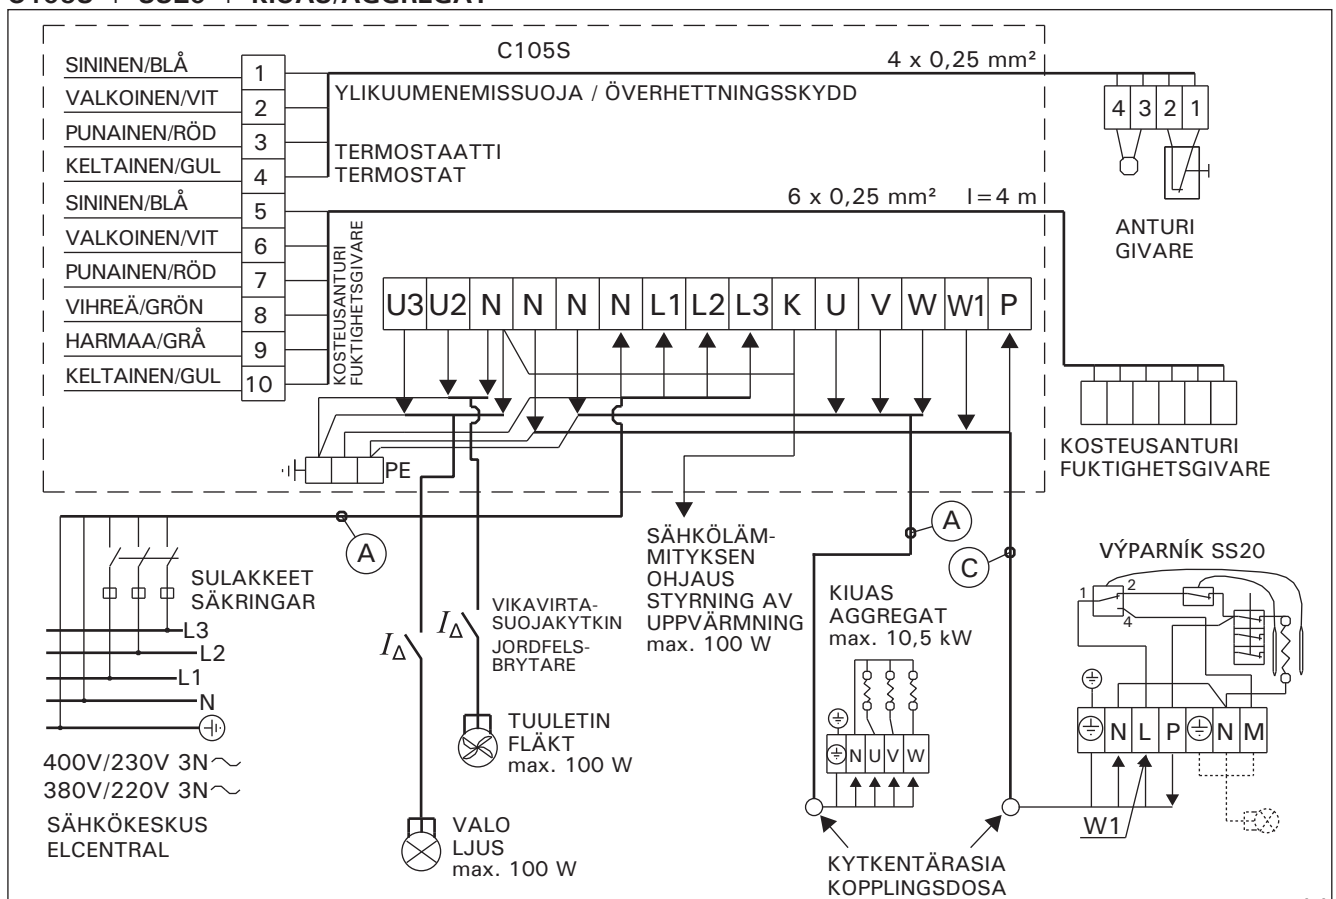 C105S + SS20 + KIUAS/AGGREGAT
C105S
4 x 0,25 mm²
SININEN/BLÅ 1
VALKOINEN/VIT 2
PUNAINEN/RÖD 3
KELTAINEN/GUL 4
SININEN/BLÅ 5
VALKOINEN/VIT 6
PUNAINEN/RÖD 7
VIHREÄ/GRÖN 8
HARMAA/GRÅ 9
KELTAINEN/GUL 10
YLIKUUMENEMISSUOJA / ÖVERHETTNINGSSKYDD
TERMOSTAATTI
TERMOSTAT
4 3 2 1
ANTURI
GIVARE
6 x 0,25 mm² l=4 m
KOSTEUSANTURI
FUKTIGHETSGIVARE
U3 U2 N N N N L1 L2 L3 K U V W W1 P
KOSTEUSANTURI
FUKTIGHETSGIVARE
PE
A
SULAKKEET
SÄKRINGAR
L3
L2
L1
N
400V/230V 3N~
380V/220V 3N~
SÄHKÖKESKUS
ELCENTRAL
I∆
I∆
VIKAVIRTA-
SUOJAKYTKIN
JORDFELS-
BRYTARE
TUULETIN
FLÄKT
max. 100 W
VALO
LJUS
max. 100 W
SÄHKÖLÄM-
MITYKSEN
OHJAUS
STYRNING AV
UPPVÄRMNING
max. 100 W
A
C
KIUAS
AGGREGAT
max. 10,5 kW
N U V W
VÝPARNÍK SS20
1 2
4
N L P N M
W1
KYTKENTÄRASIA
KOPPLINGSDOSA